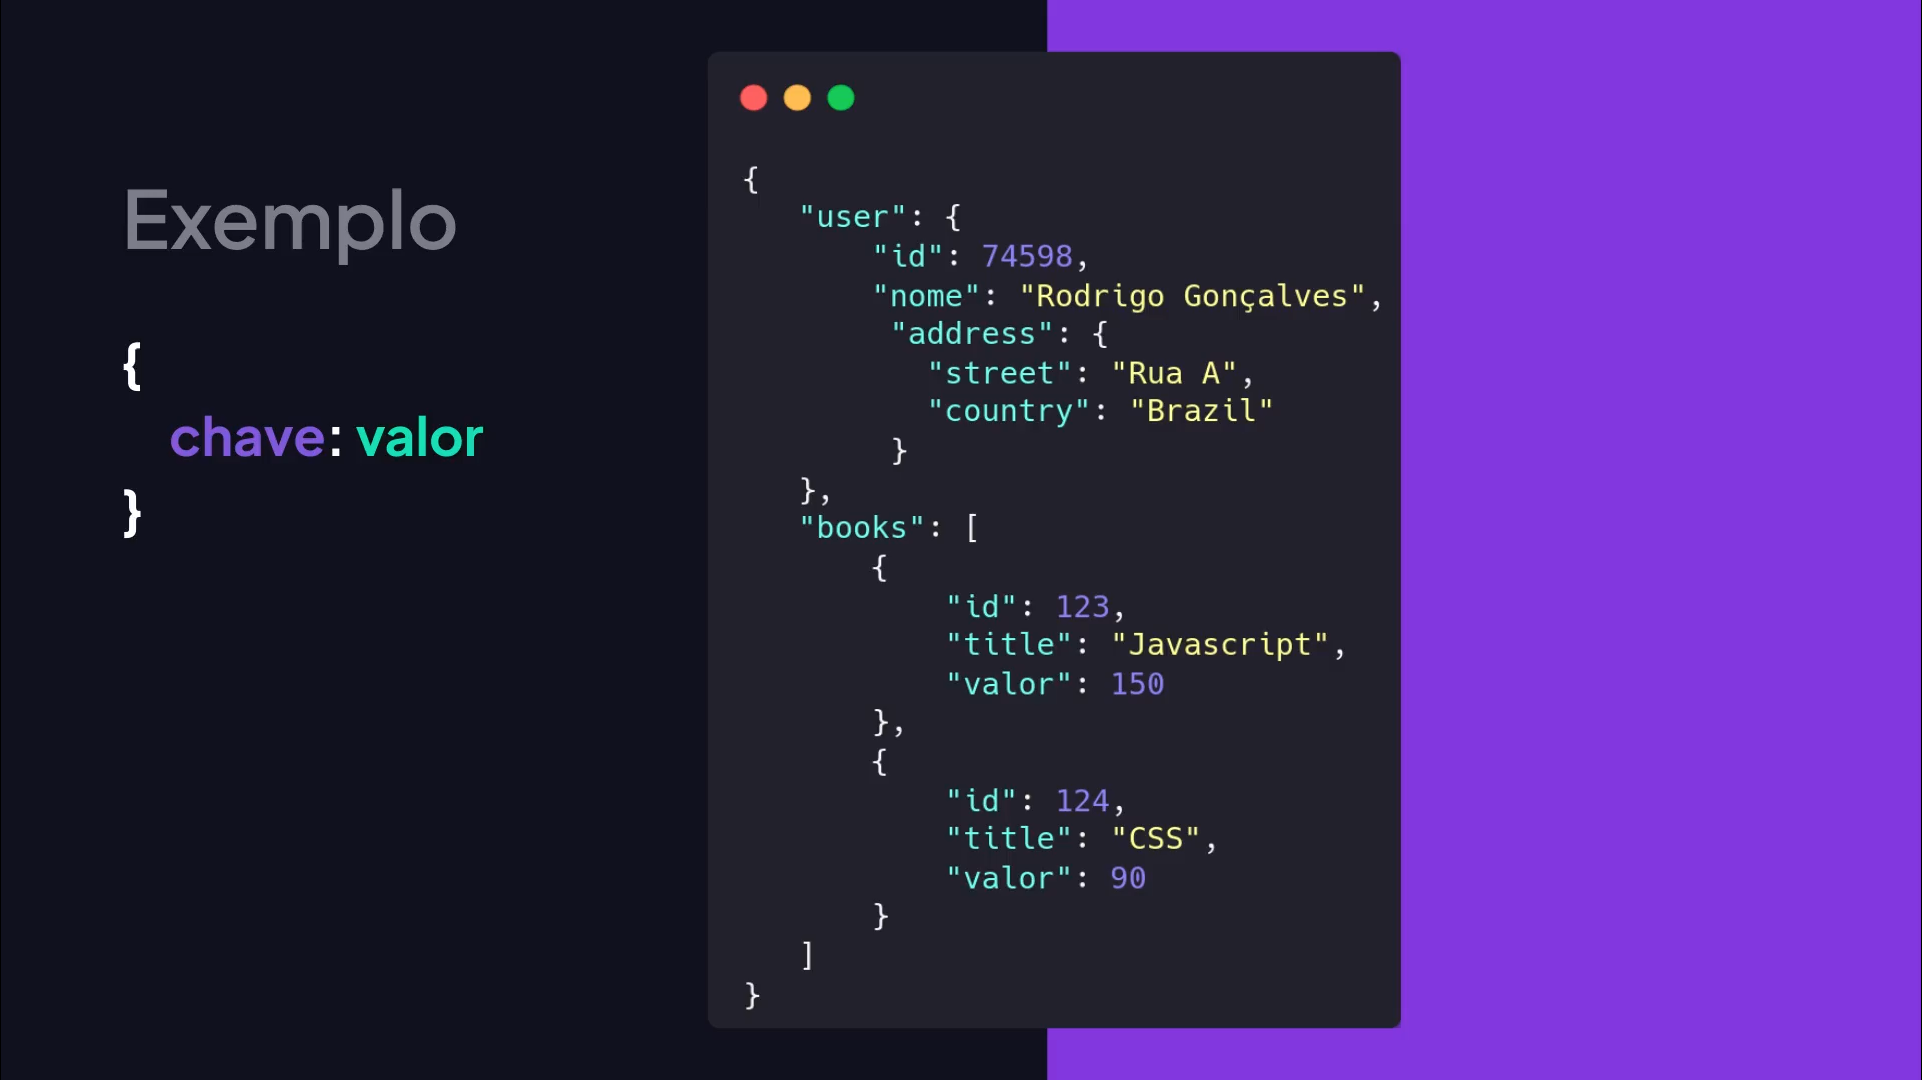 Exemplo
{
chave: valor
}
{
"user": {
"id": 74598,
"nome": "Rodrigo Gonçalves",
"address": {
"street": "Rua A",
"country": "Brazil"
}
},
"books": [
{
"id": 123,
"title": "Javascript",
"valor": 150
},
{
"id": 124,
"title": "CSS",
"valor": 90
}
]
}